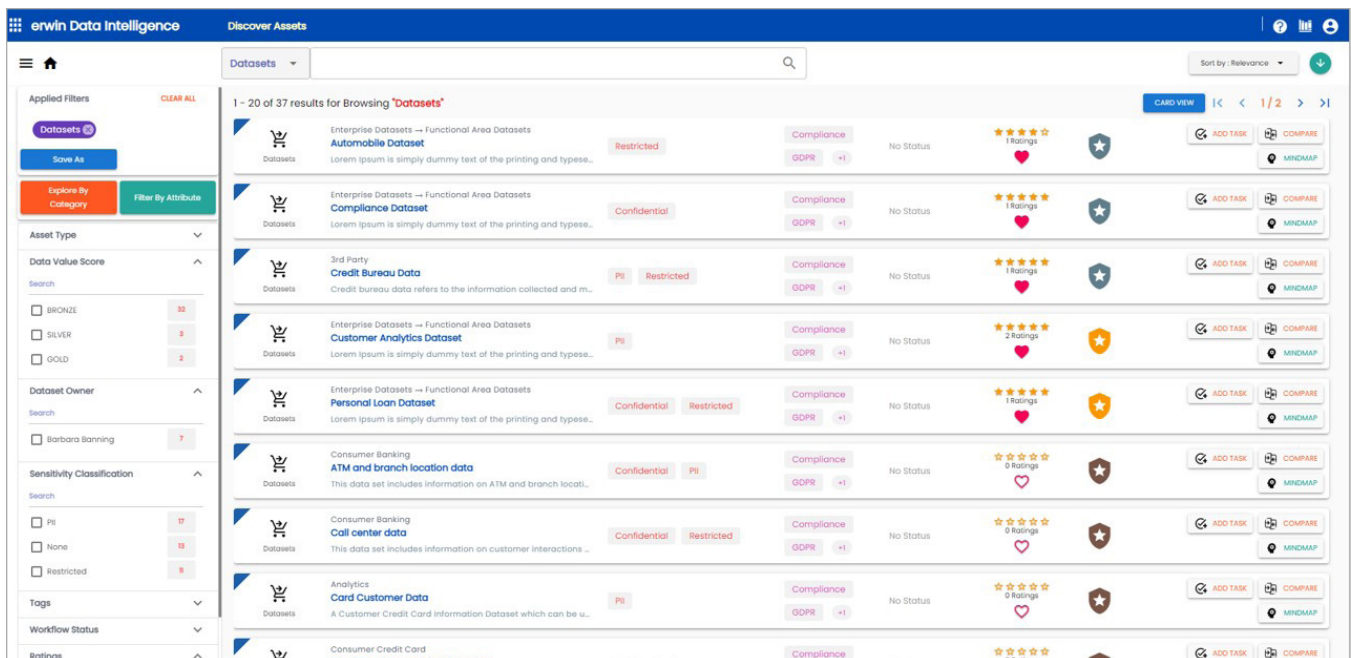 erwin Data Intelligence
Discover Assets
Datasets
Sort by : Relevance
Applied Filters
CLEAR ALL
Datasets
Save As
Explore By
Category
Filter By Attribute
Asset Type
Data Value Score
Search
BRONZE 32
SILVER 3
GOLD 2
Dataset Owner
Search
Barbara Banning 7
Sensitivity Classification
Search
PII 17
None 13
Restricted 11
Tags
Workflow Status
Ratings
1 - 20 of 37 results for Browsing "Datasets"
CARD VIEW
1 / 2
Datasets
Enterprise Datasets → Functional Area Datasets
Automobile Dataset
Lorem Ipsum is simply dummy text of the printing and typese...
Restricted
Compliance
GDPR +1
No Status
1 Ratings
ADD TASK
COMPARE
MINDMAP
Datasets
Enterprise Datasets → Functional Area Datasets
Compliance Dataset
Lorem Ipsum is simply dummy text of the printing and typese...
Confidential
Compliance
GDPR +1
No Status
1 Ratings
ADD TASK
COMPARE
MINDMAP
Datasets
3rd Party
Credit Bureau Data
Credit bureau data refers to the information collected and m...
PII Restricted
Compliance
GDPR +1
No Status
1 Ratings
ADD TASK
COMPARE
MINDMAP
Datasets
Enterprise Datasets → Functional Area Datasets
Customer Analytics Dataset
Lorem Ipsum is simply dummy text of the printing and typese...
PII
Compliance
GDPR +1
No Status
2 Ratings
ADD TASK
COMPARE
MINDMAP
Datasets
Enterprise Datasets → Functional Area Datasets
Personal Loan Dataset
Lorem Ipsum is simply dummy text of the printing and typese...
Confidential Restricted
Compliance
GDPR +1
No Status
1 Ratings
ADD TASK
COMPARE
MINDMAP
Datasets
Consumer Banking
ATM and branch location data
This data set includes information on ATM and branch locati...
Confidential PII
Compliance
GDPR +1
No Status
0 Ratings
ADD TASK
COMPARE
MINDMAP
Datasets
Consumer Banking
Call center data
This data set includes information on customer interactions ...
Confidential Restricted
Compliance
GDPR +1
No Status
0 Ratings
ADD TASK
COMPARE
MINDMAP
Datasets
Analytics
Card Customer Data
A Customer Credit Card Information Dataset which can be u...
PII
Compliance
GDPR +1
No Status
0 Ratings
ADD TASK
COMPARE
MINDMAP
Consumer Credit Card
Compliance
ADD TASK
COMPARE